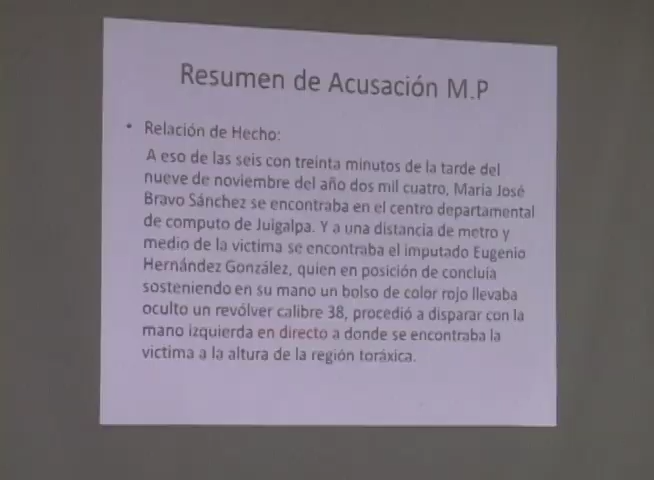 Resumen de Acusación M.P
• Relación de Hecho:
A eso de las seis con treinta minutos de la tarde del
nueve de noviembre del año dos mil cuatro, Maria José
Bravo Sánchez se encontraba en el centro departamental
de computo de Juigalpa. Y a una distancia de metro y
medio de la victima se encontraba el imputado Eugenio
Hernández González, quien en posición de concluia
sosteniendo en su mano un bolso de color rojo llevaba
oculto un revólver calibre 38, procedió a disparar con la
mano izquierda en directo a donde se encontraba la
victima a la altura de la región toráxica.